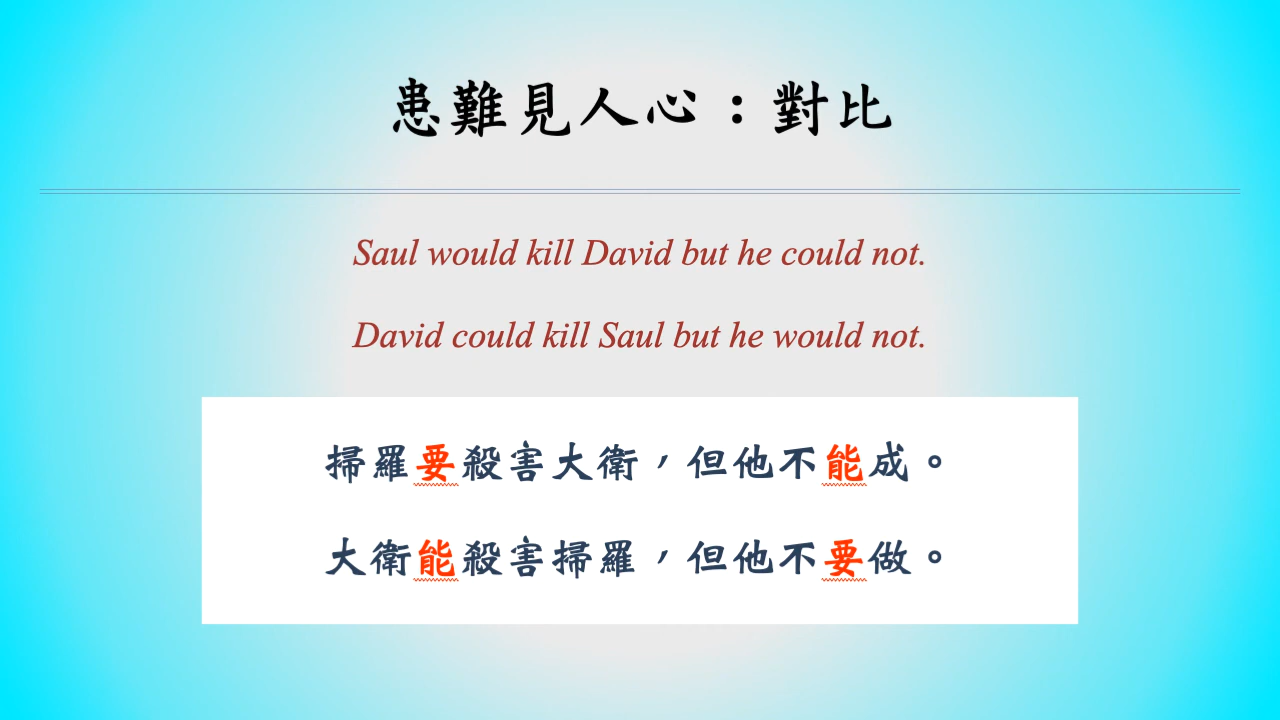 患難見人心：對比
Saul would kill David but he could not.
David could kill Saul but he would not.
掃羅要殺害大衛，但他不能成。
大衛能殺害掃羅，但他不要做。